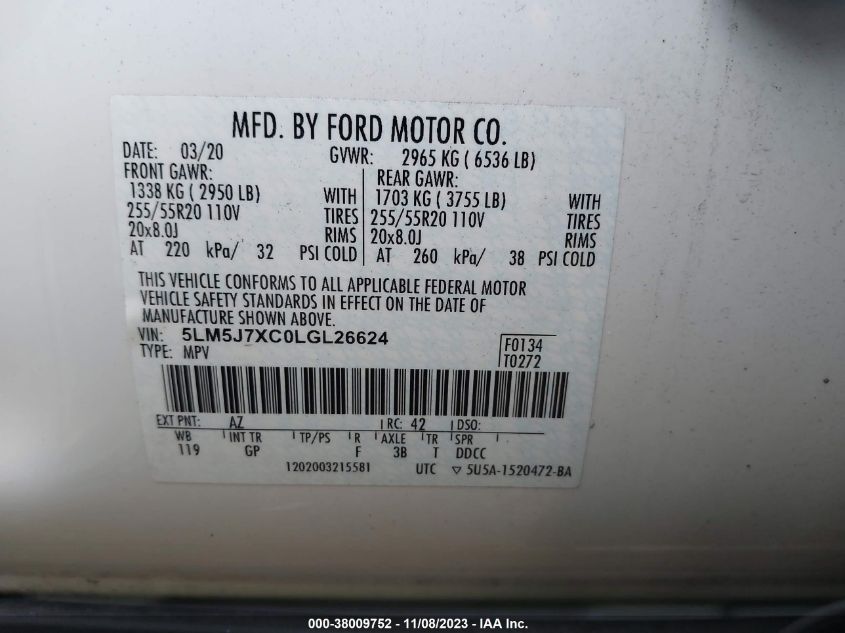 MFD. BY FORD MOTOR CO.
DATE: 03/20 GVWR: 2965 KG ( 6536 LB)
FRONT GAWR: REAR GAWR:
1338 KG ( 2950 LB) WITH 1703 KG ( 3755 LB) WITH
255/55R20 110V TIRES 255/55R20 110V TIRES
20x8.0J RIMS 20x8.0J RIMS
AT 220 kPa/ 32 PSI COLD AT 260 kPa/ 38 PSI COLD
THIS VEHICLE CONFORMS TO ALL APPLICABLE FEDERAL MOTOR
VEHICLE SAFETY STANDARDS IN EFFECT ON THE DATE OF
MANUFACTURE SHOWN ABOVE.
VIN: 5LM5J7XC0LGL26624 F0134
TYPE: MPV T0272
EXT PNT: AZ RC: 42 DSO:
WB INT TR TP/PS R AXLE TR SPR
119 GP F 3B T DDCC
1202003215581 UTC ▽ 5U5A-1520472-BA
000-38009752 - 11/08/2023 - IAA Inc.